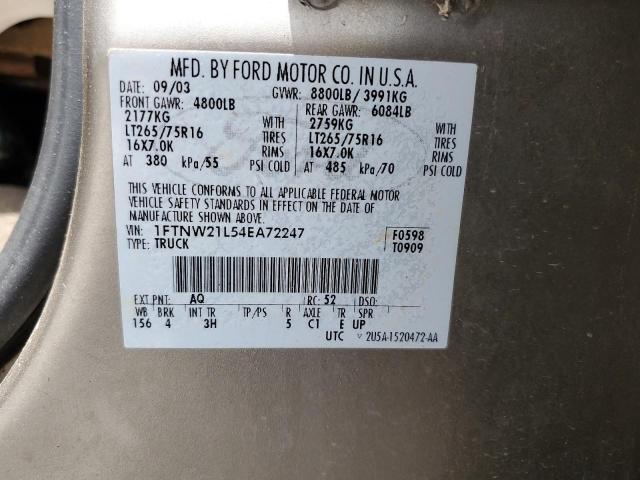 MFD. BY FORD MOTOR CO. IN U.S.A.
DATE: 09/03 GVWR: 8800LB/ 3991KG
FRONT GAWR: 4800LB REAR GAWR: 6084LB
2177KG WITH 2759KG WITH
LT265/75R16 TIRES LT265/75R16 TIRES
16X7.0K RIMS 16X7.0K RIMS
AT 380 kPa/55 PSI COLD AT 485 kPa/70 PSI COLD
THIS VEHICLE CONFORMS TO ALL APPLICABLE FEDERAL MOTOR
VEHICLE SAFETY STANDARDS IN EFFECT ON THE DATE OF
MANUFACTURE SHOWN ABOVE.
VIN: 1FTNW21L54EA72247 F0598
TYPE: TRUCK T0909
EXT PNT: AQ RC: 52 DSO:
WB BRK INT TR TP/PS R AXLE TR SPR
156 4 3H 5 C1 E UP
UTC 2U5A-1520472-AA